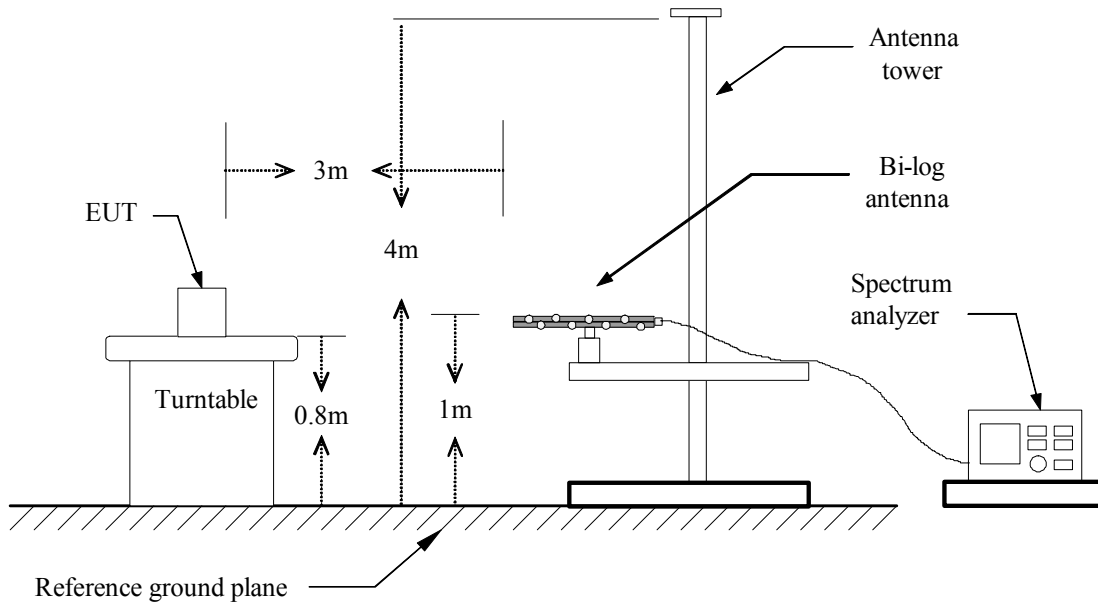 Antenna
tower
3m
Bi-log
antenna
EUT
4m
Spectrum
analyzer
Turntable
0.8m
1m
Reference ground plane